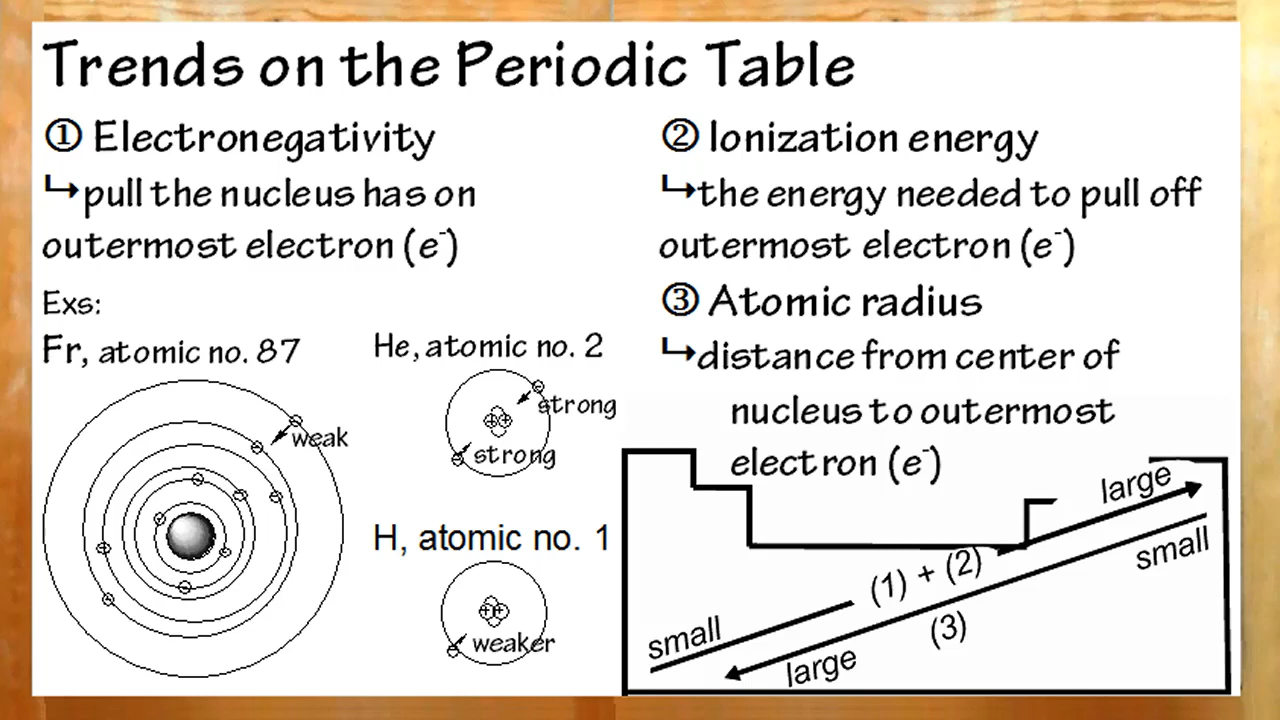 Trends on the Periodic Table
① Electronegativity
↳pull the nucleus has on
outermost electron (e⁻)
Exs:
Fr, atomic no. 87
weak
He, atomic no. 2
strong
strong
H, atomic no. 1
weaker
② Ionization energy
↳the energy needed to pull off
outermost electron (e⁻)
③ Atomic radius
↳distance from center of
nucleus to outermost
electron (e⁻)
large
small
(1) + (2)
(3)
small
large